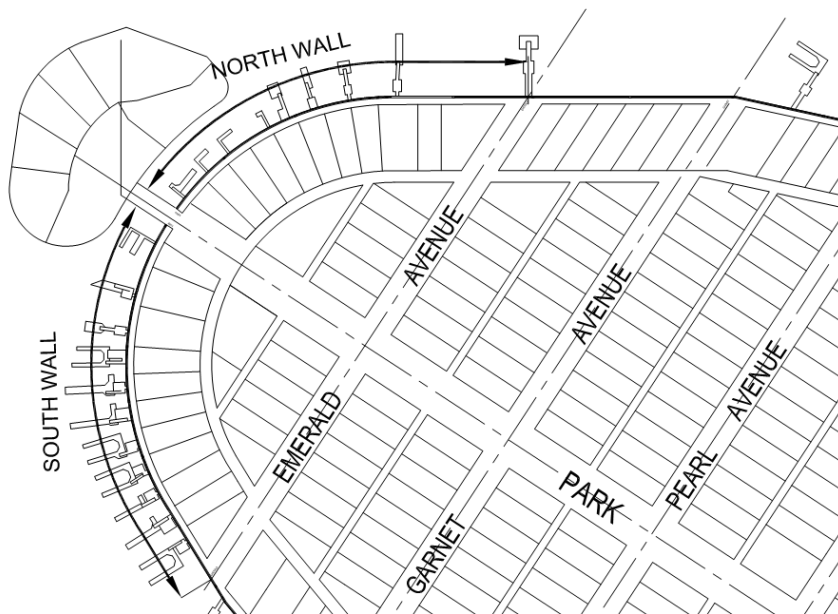 NORTH WALL
SOUTH WALL
EMERALD AVENUE
GARNET AVENUE
PEARL AVENUE
PARK